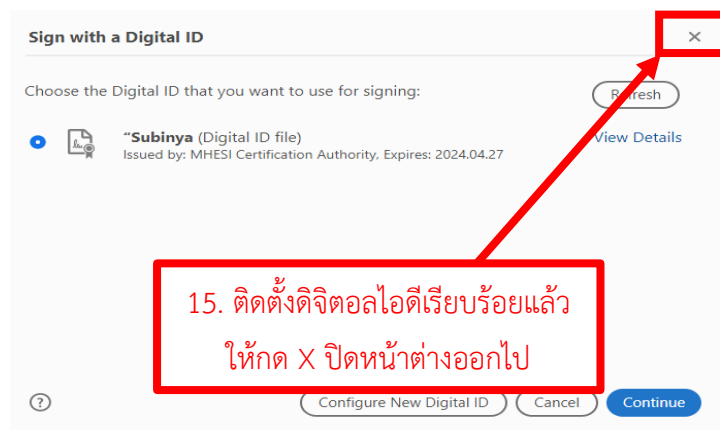 Sign with a Digital ID
Choose the Digital ID that you want to use for signing:
Refresh
“Subinya (Digital ID file)
View Details
Issued by: MHESI Certification Authority, Expires: 2024.04.27
15. ติดตั้งดิจิตอลไอดีเรียบร้อยแล้ว
ให้กด X ปิดหน้าต่างออกไป
Configure New Digital ID
Cancel
Continue